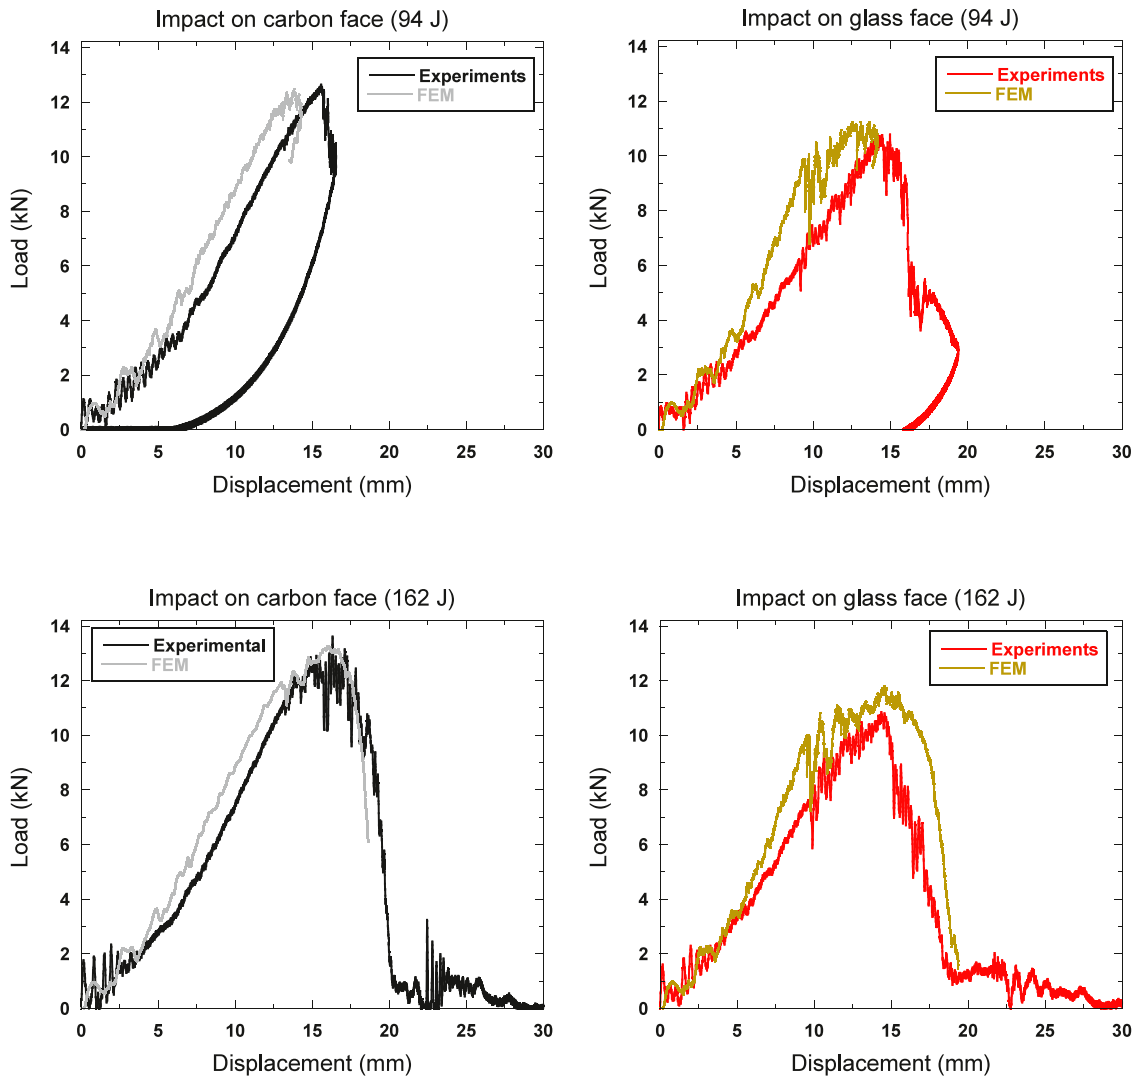 Impact on carbon face (94 J)
14
12
10
8
6
4
2
0
Load (kN)
Experiments
FEM
0 5 10 15 20 25 30
Displacement (mm)
Impact on glass face (94 J)
14
12
10
8
6
4
2
0
Load (kN)
Experiments
FEM
0 5 10 15 20 25 30
Displacement (mm)
Impact on carbon face (162 J)
14
12
10
8
6
4
2
0
Load (kN)
Experimental
FEM
0 5 10 15 20 25 30
Displacement (mm)
Impact on glass face (162 J)
14
12
10
8
6
4
2
0
Load (kN)
Experiments
FEM
0 5 10 15 20 25 30
Displacement (mm)